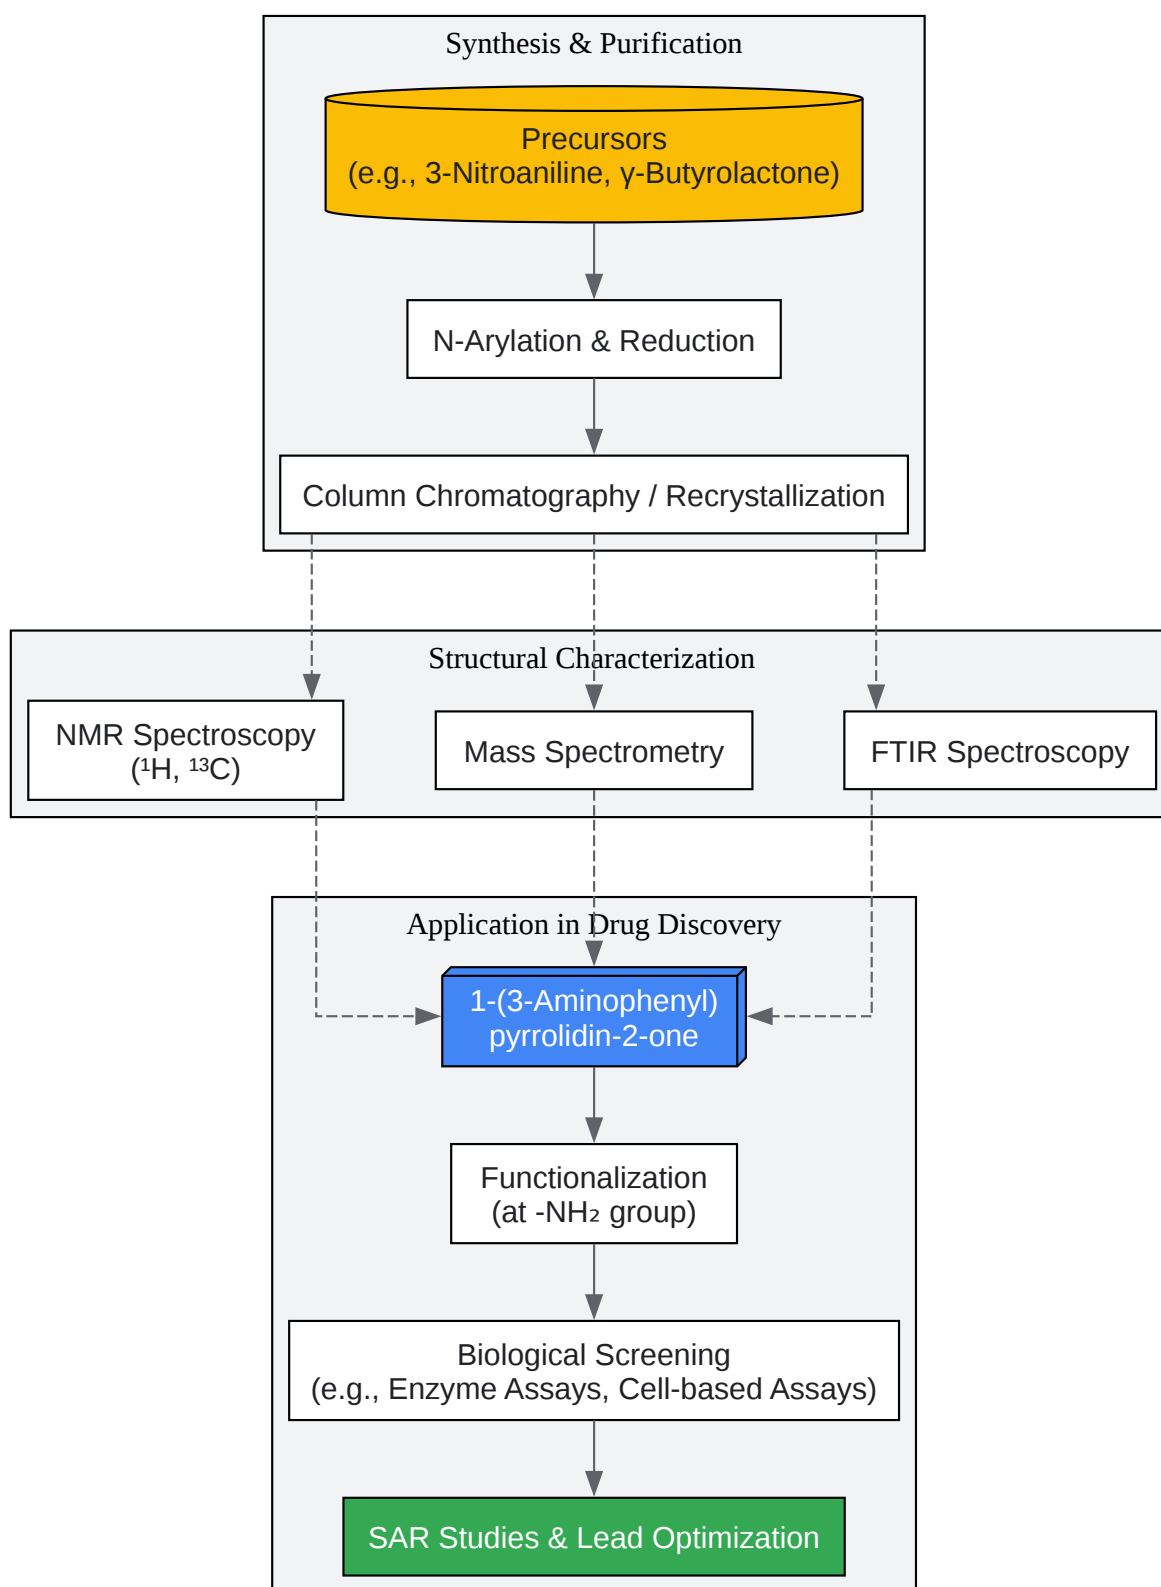 Synthesis & Purification
Precursors
(e.g., 3-Nitroaniline, γ-Butyrolactone)
N-Arylation & Reduction
Column Chromatography / Recrystallization
Structural Characterization
NMR Spectroscopy
(¹H, ¹³C)
Mass Spectrometry
FTIR Spectroscopy
Application in Drug Discovery
1-(3-Aminophenyl)
pyrrolidin-2-one
Functionalization
(at -NH₂ group)
Biological Screening
(e.g., Enzyme Assays, Cell-based Assays)
SAR Studies & Lead Optimization